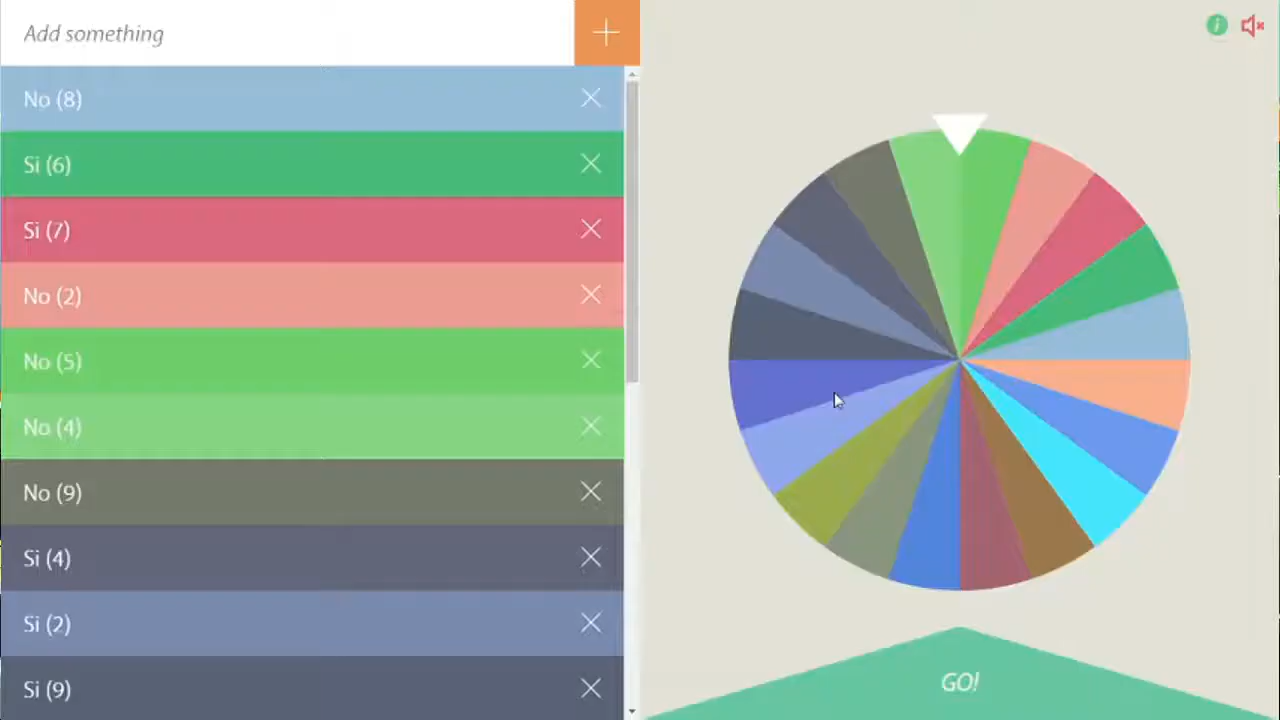 Add something
No (8)
Si (6)
Si (7)
No (2)
No (5)
No (4)
No (9)
Si (4)
Si (2)
Si (9)
GO!